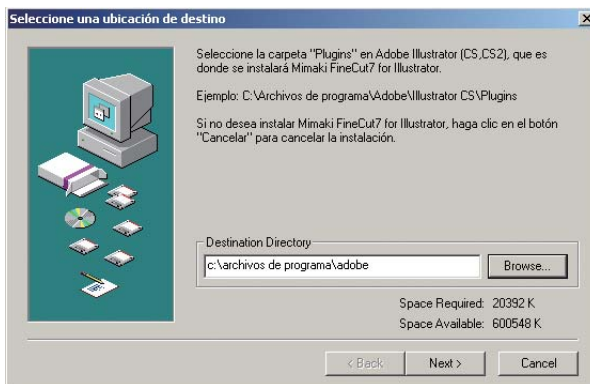 Seleccione una ubicación de destino
Seleccione la carpeta "Plugins" en Adobe Illustrator (CS,CS2), que es
donde se instalará Mimaki FineCut7 for Illustrator.
Ejemplo: C:\Archivos de programa\Adobe\Illustrator CS\Plugins
Si no desea instalar Mimaki FineCut7 for Illustrator, haga clic en el botón
"Cancelar" para cancelar la instalación.
Destination Directory
c:\archivos de programa\adobe
Browse...
Space Required: 20392 K
Space Available: 600548 K
< Back Next > Cancel